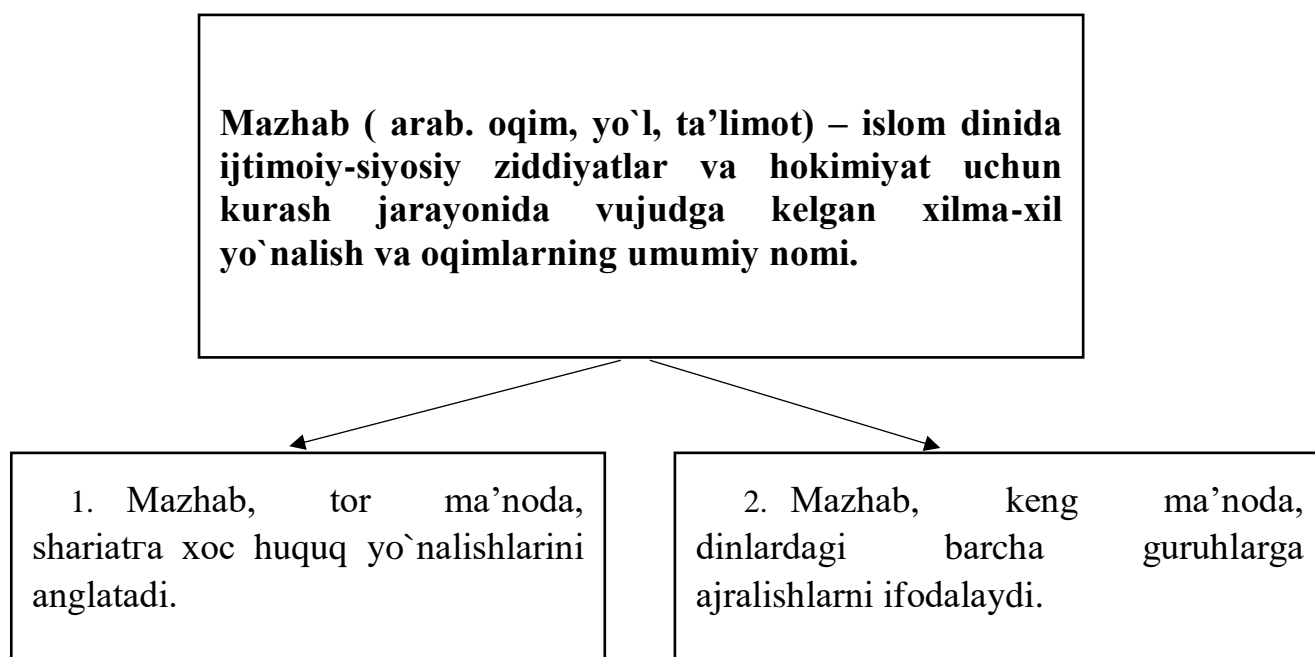 Mazhab ( arab. oqim, yo`l, ta’limot) – islom dinida
ijtimoiy-siyosiy ziddiyatlar va hokimiyat uchun
kurash jarayonida vujudga kelgan xilma-xil
yo`nalish va oqimlarning umumiy nomi.
1. Mazhab, tor ma’noda,
shariatга хос huquq yo`nalishlarini
anglatadi.
2. Mazhab, keng ma’noda,
dinlardagi barcha guruhlarga
ajralishlarni ifodalaydi.